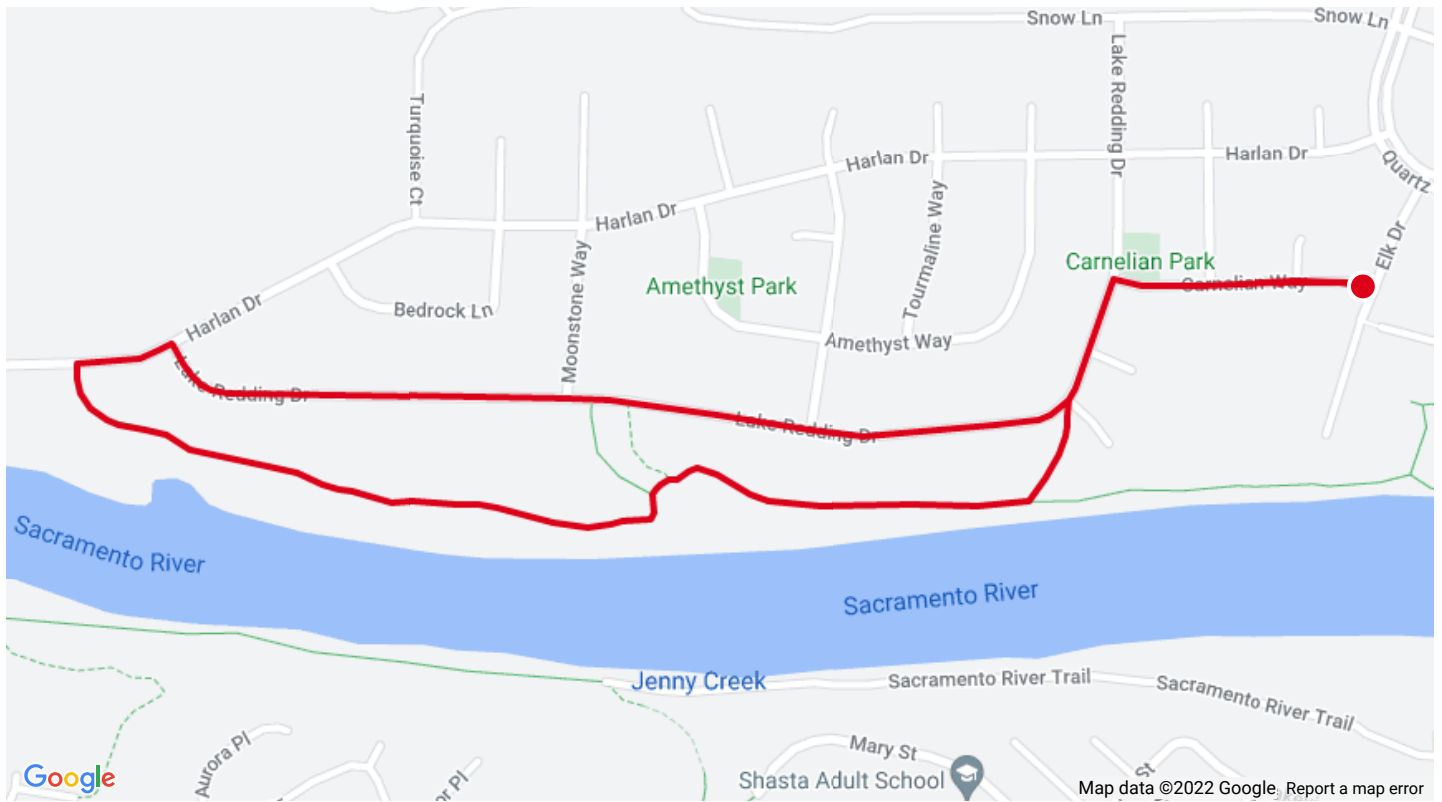 Snow Ln
Snow Ln
Lake Redding Dr
Turquoise Ct
Harlan Dr
Harlan Dr
Quartz
Harlan Dr
Tourmaline Way
Elk Dr
Moonstone Way
Carnelian Park
Amethyst Park
Carnelian Way
Bedrock Ln
Harlan Dr
Amethyst Way
Lake Redding Dr
Lake Redding Dr
Sacramento River
Sacramento River
Jenny Creek
Sacramento River Trail
Sacramento River Trail
Aurora Pl
Mary St
or Pl
St
Shasta Adult School
Google
Map data ©2022 Google
Report a map error